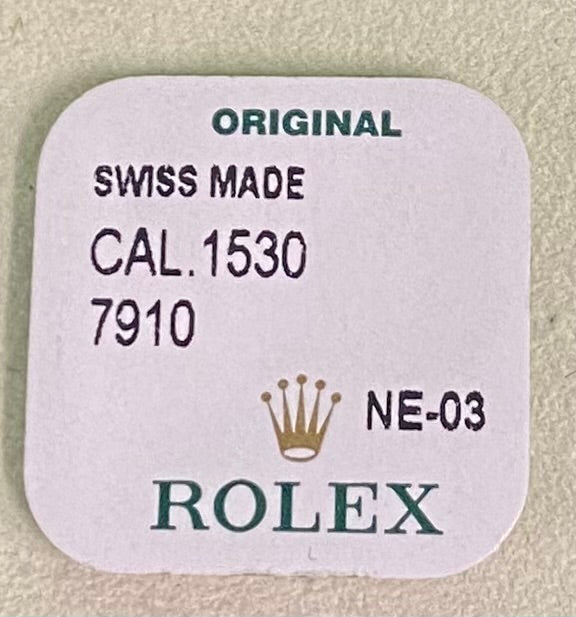 ORIGINAL
SWISS MADE
CAL.1530
7910
NE-03
ROLEX